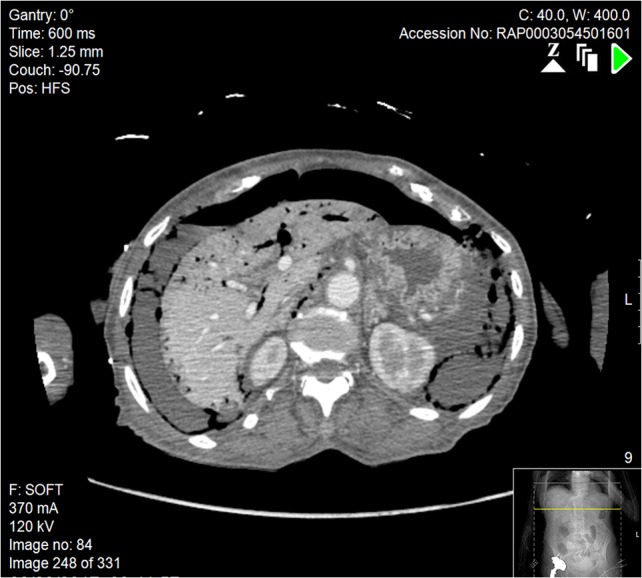 Gantry: 0°
Time: 600 ms
Slice: 1.25 mm
Couch: -90.75
Pos: HFS
C: 40.0, W: 400.0
Accession No: RAP0003054501601
Z
L
9
F: SOFT
370 mA
120 kV
Image no: 84
Image 248 of 331
L